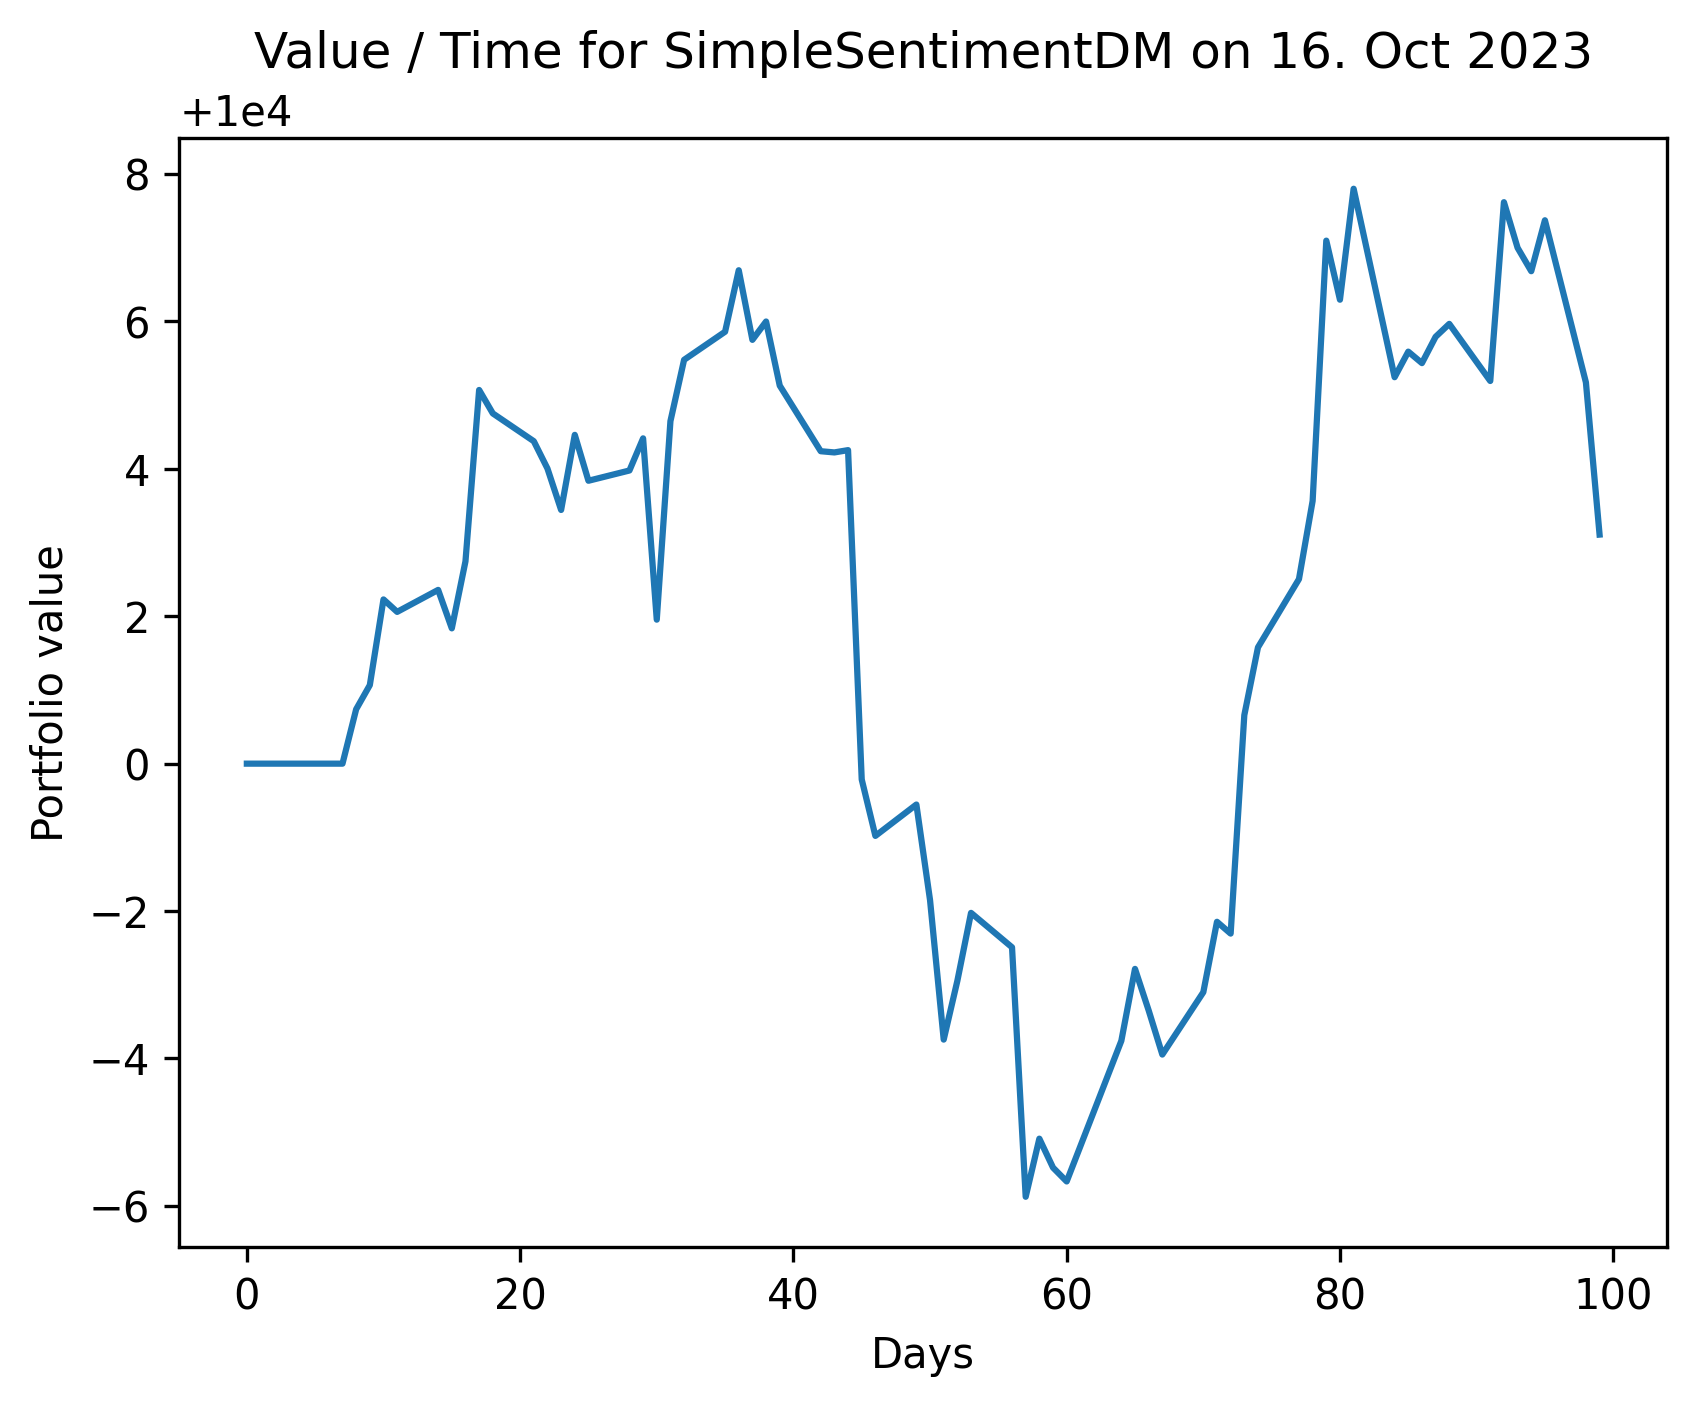 Value / Time for SimpleSentimentDM on 16. Oct 2023
+1e4
8
6
4
2
0
−2
−4
−6
Portfolio value
0 20 40 60 80 100
Days